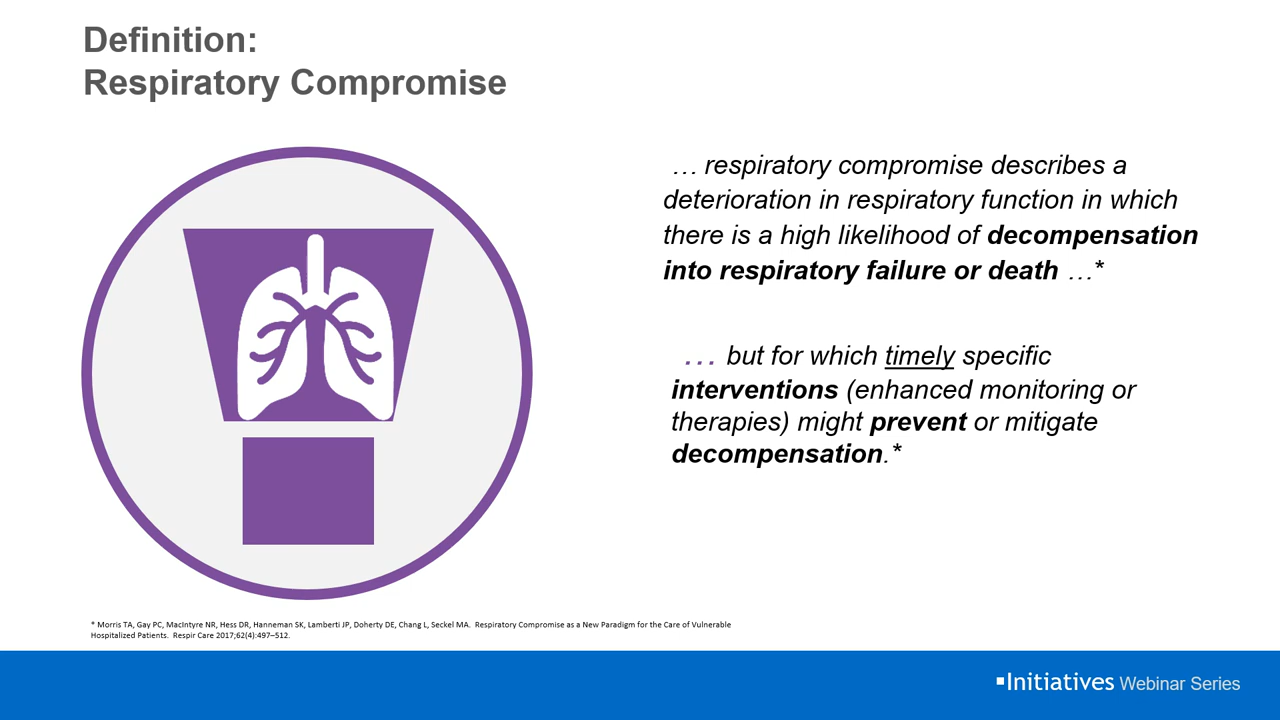 Definition:
Respiratory Compromise
… respiratory compromise describes a
deterioration in respiratory function in which
there is a high likelihood of decompensation
into respiratory failure or death …*
… but for which timely specific
interventions (enhanced monitoring or
therapies) might prevent or mitigate
decompensation.*
* Morris TA, Gay PC, MacIntyre NR, Hess DR, Hanneman SK, Lamberti JP, Doherty DE, Chang L, Seckel MA. Respiratory Compromise as a New Paradigm for the Care of Vulnerable
Hospitalized Patients. Respir Care 2017;62(4):497–512.
▪Initiatives Webinar Series